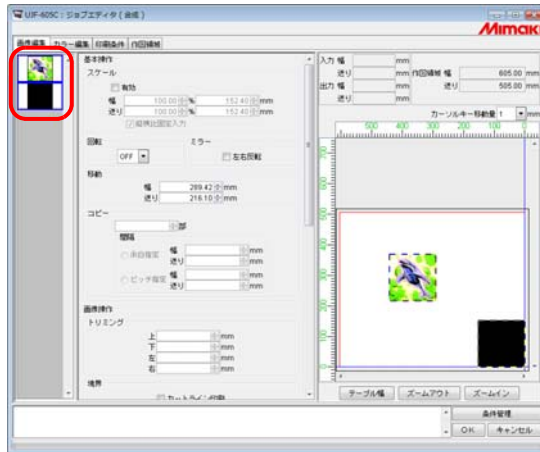 UJF-605C : ジョブエディタ ( 合成 )
Mimaki
画像編集 カラー編集 印刷条件 作図領域
基本操作
スケール
有効
幅 100.00 % 152.40 mm
送り 100.00 % 152.40 mm
縦横比固定入力
回転 ミラー
OFF 左右反転
移動
幅 289.42 mm
送り 216.10 mm
コピー
部
間隔
余白指定 幅 mm
送り mm
ピッチ指定 幅 mm
送り mm
画像操作
トリミング
上 mm
下 mm
左 mm
右 mm
境界
カットライン印刷
入力 幅 mm
送り mm 作図領域 幅 605.00 mm
出力 幅 mm 送り 505.00 mm
送り mm
カーソルキー移動量 1 mm
500 400 300 200 100 0
テーブル幅 ズームアウト ズームイン
条件管理
OK キャンセル